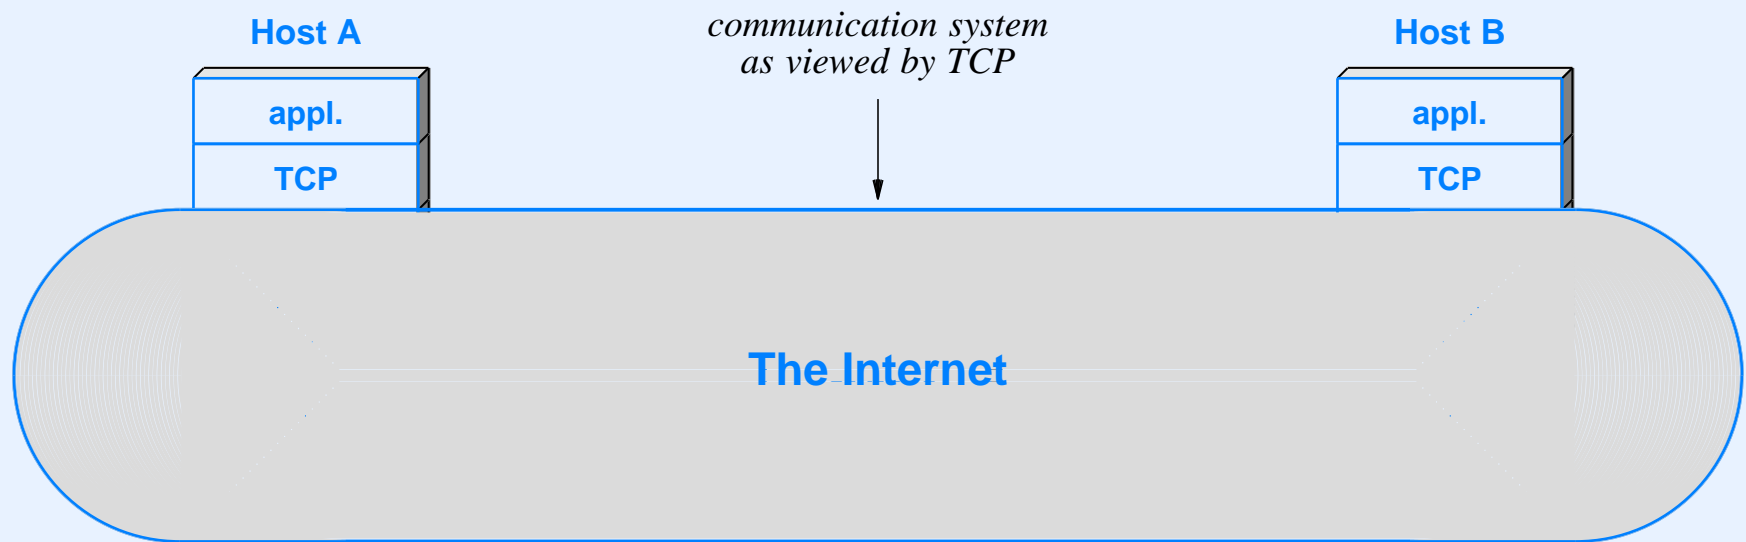 Host A
communication system
as viewed by TCP
Host B
appl.
TCP
appl.
TCP
The Internet